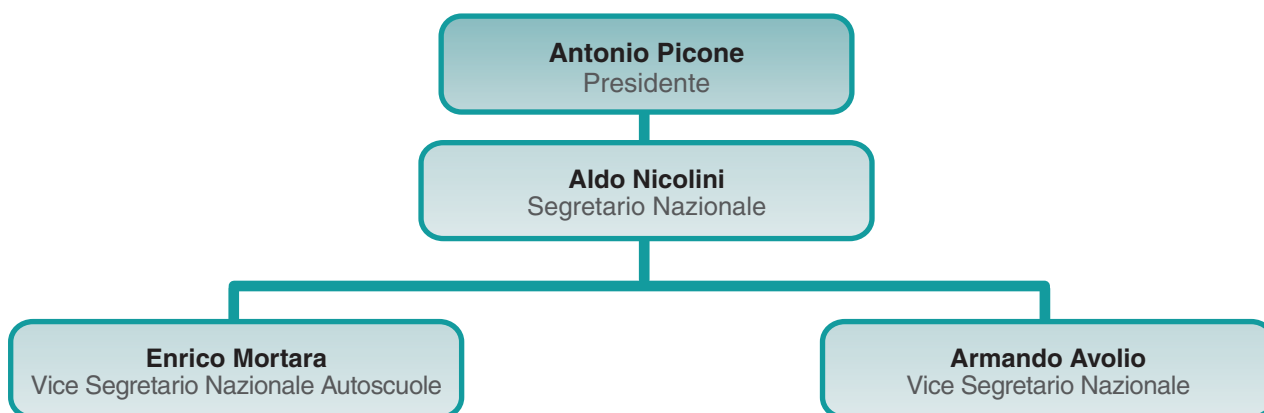 Antonio Picone
Presidente
Aldo Nicolini
Segretario Nazionale
Enrico Mortara
Vice Segretario Nazionale Autoscuole
Armando Avolio
Vice Segretario Nazionale